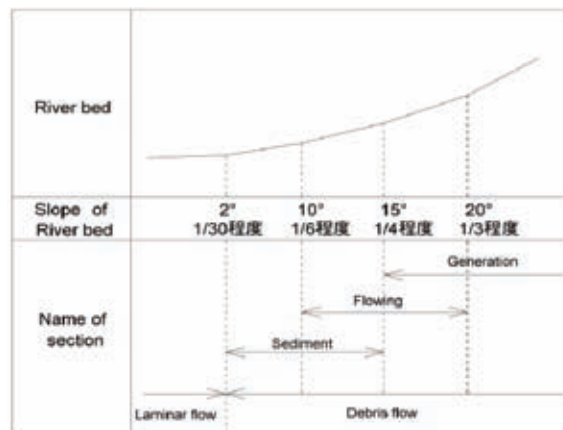 River bed
Slope of
River bed
2° 10° 15° 20°
1/30程度 1/6程度 1/4程度 1/3程度
Name of
section
Generation
Flowing
Sediment
Laminar flow Debris flow